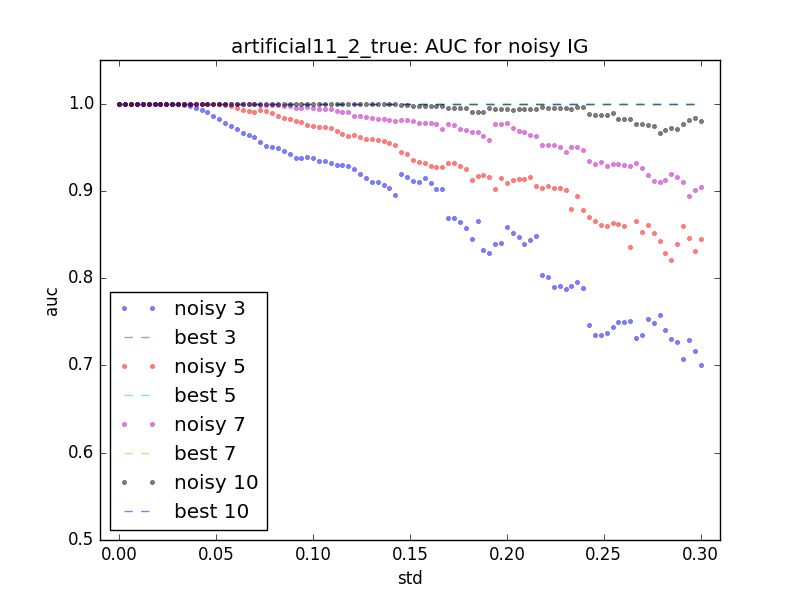 artificial11_2_true: AUC for noisy IG
1.0
0.9
0.8
0.7
0.6
0.5
auc
noisy 3
best 3
noisy 5
best 5
noisy 7
best 7
noisy 10
best 10
0.00 0.05 0.10 0.15 0.20 0.25 0.30
std